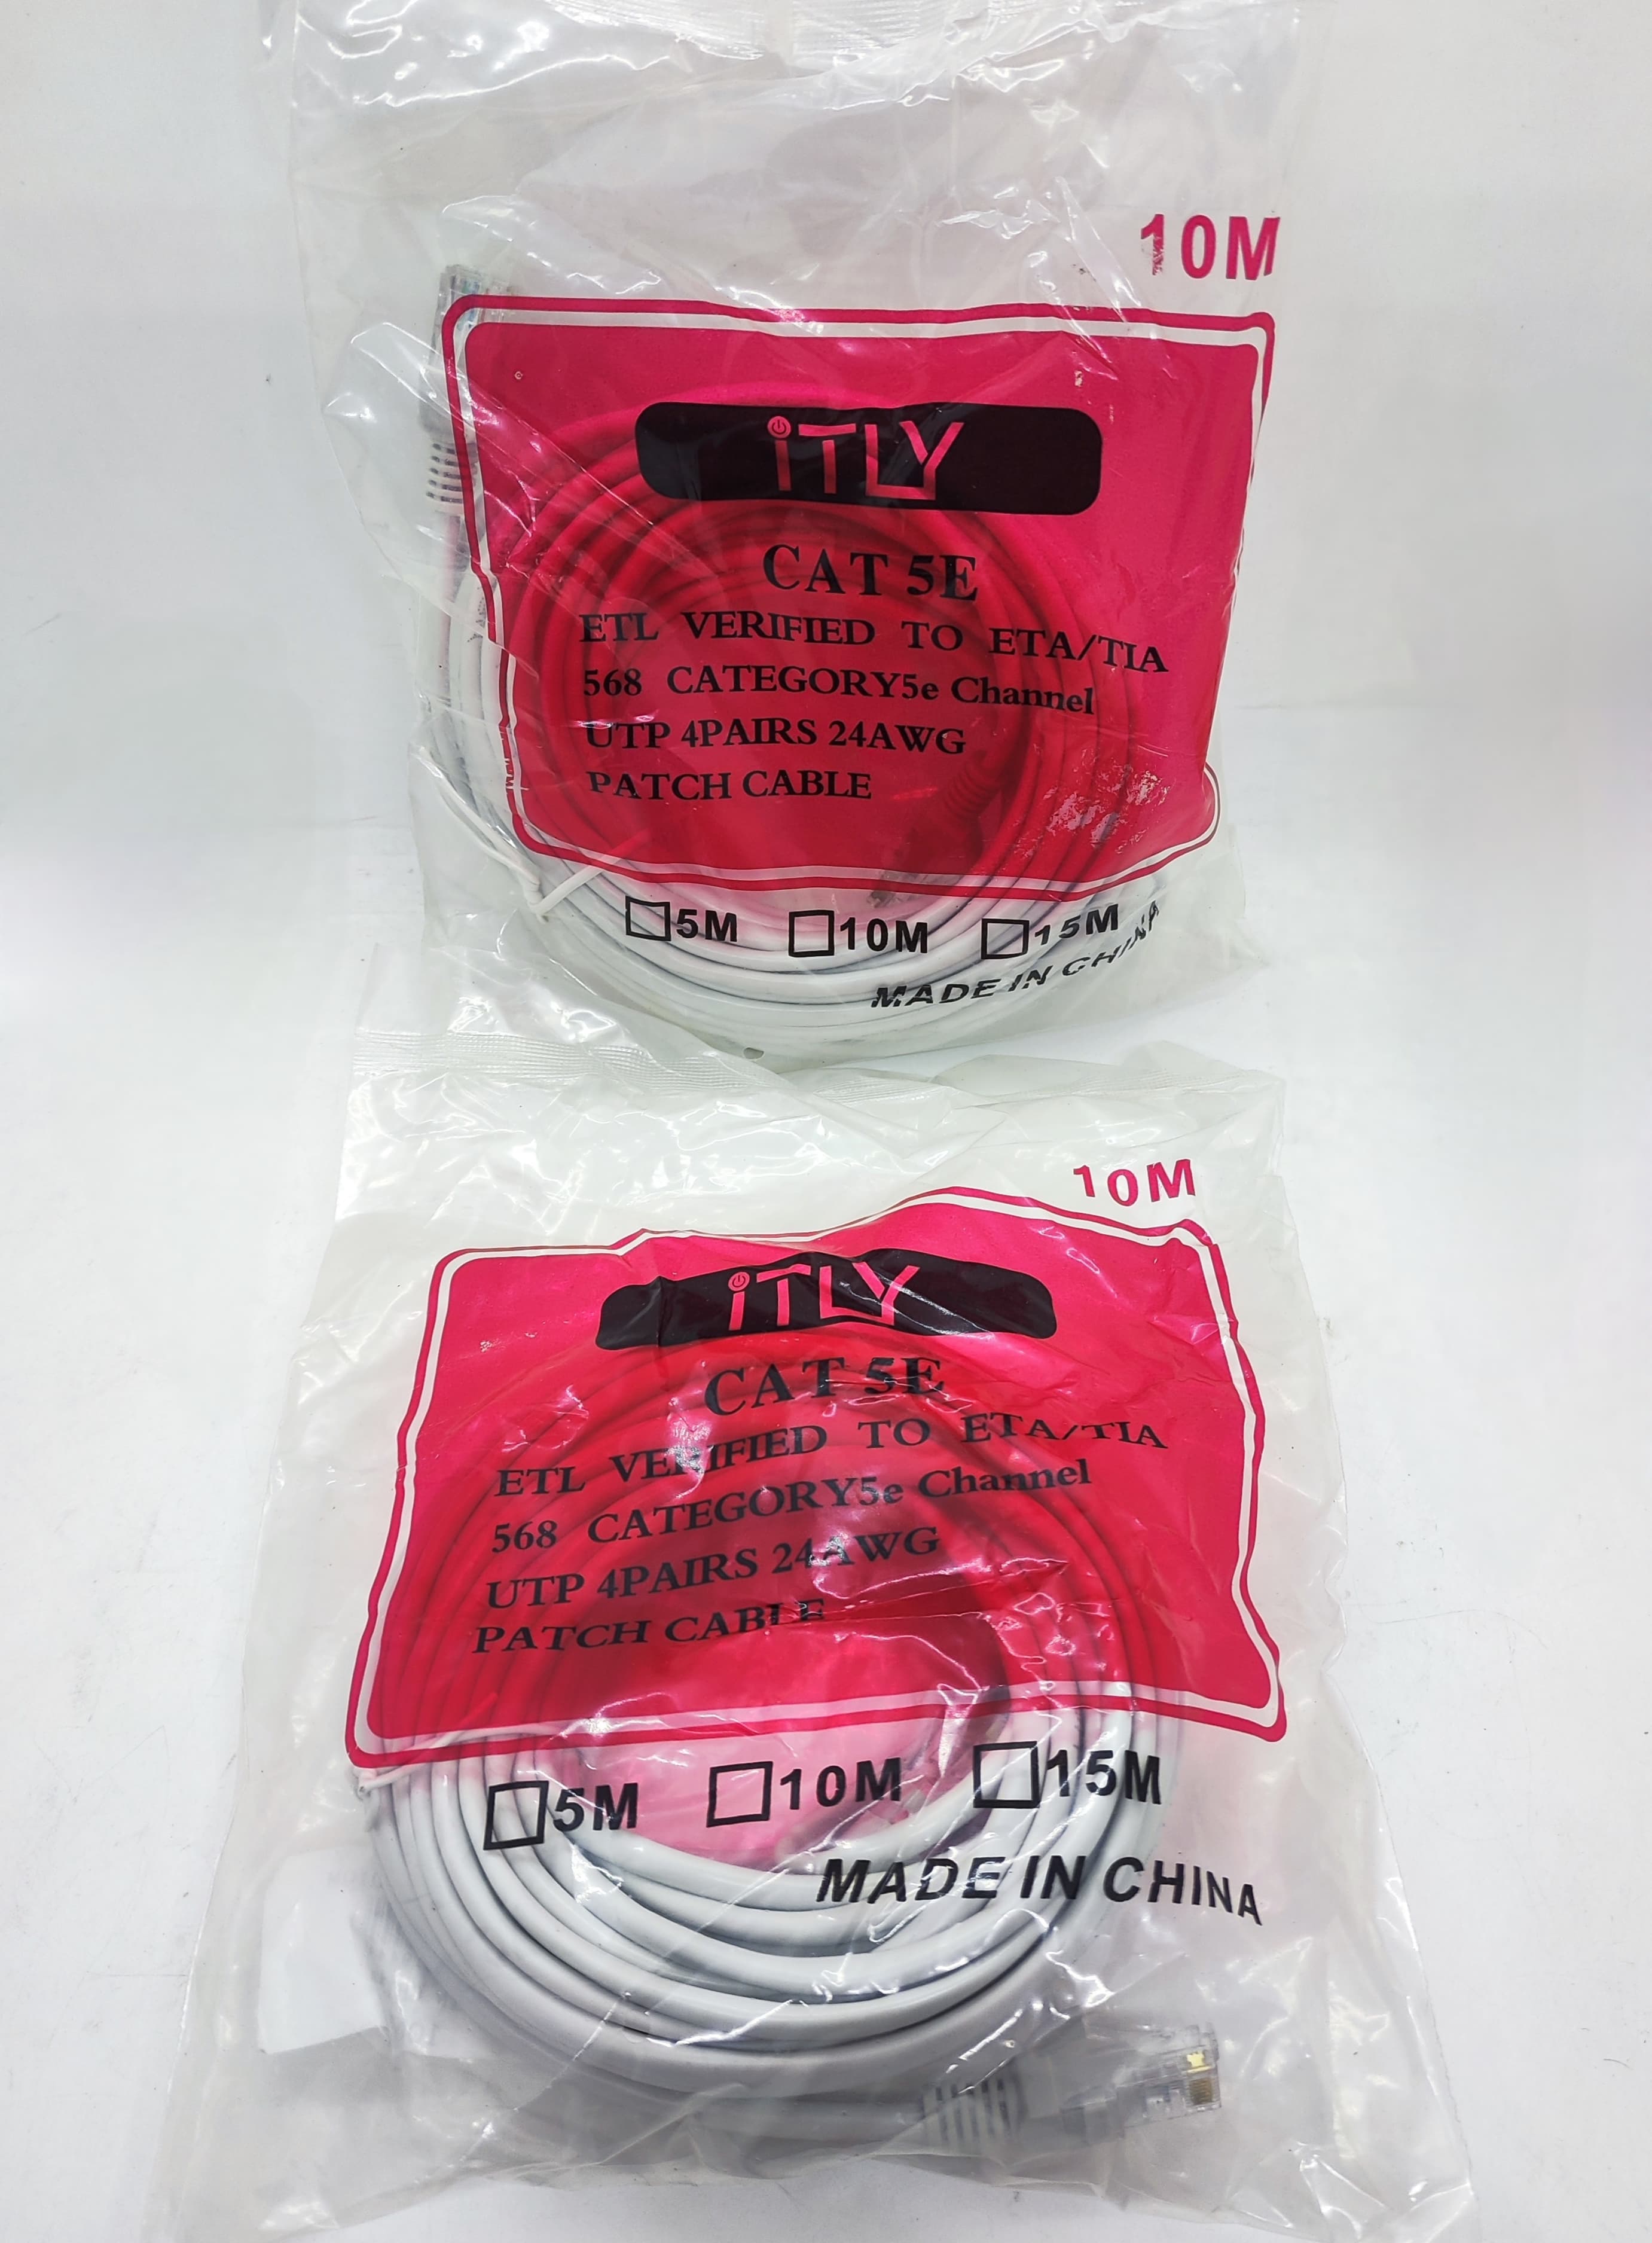 10M
iTLY
CAT 5E
ETL VERIFIED TO ETA/TIA
568 CATEGORY5e Channel
UTP 4PAIRS 24AWG
PATCH CABLE
5M 10M 15M
MADE IN CHINA
10M
iTLY
CAT 5E
ETL VERIFIED TO ETA/TIA
568 CATEGORY5e Channel
UTP 4PAIRS 24AWG
PATCH CABLE
5M 10M 15M
MADE IN CHINA